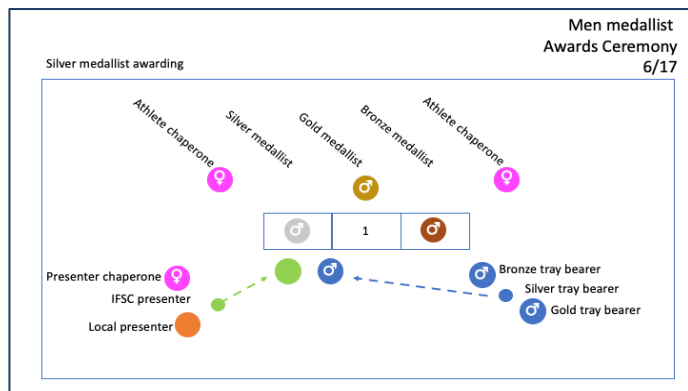 Men medallist
Awards Ceremony
6/17
Silver medallist awarding
Athlete chaperone
Silver medallist
Gold medallist
Bronze medallist
Athlete chaperone
1
Presenter chaperone
IFSC presenter
Local presenter
Bronze tray bearer
Silver tray bearer
Gold tray bearer